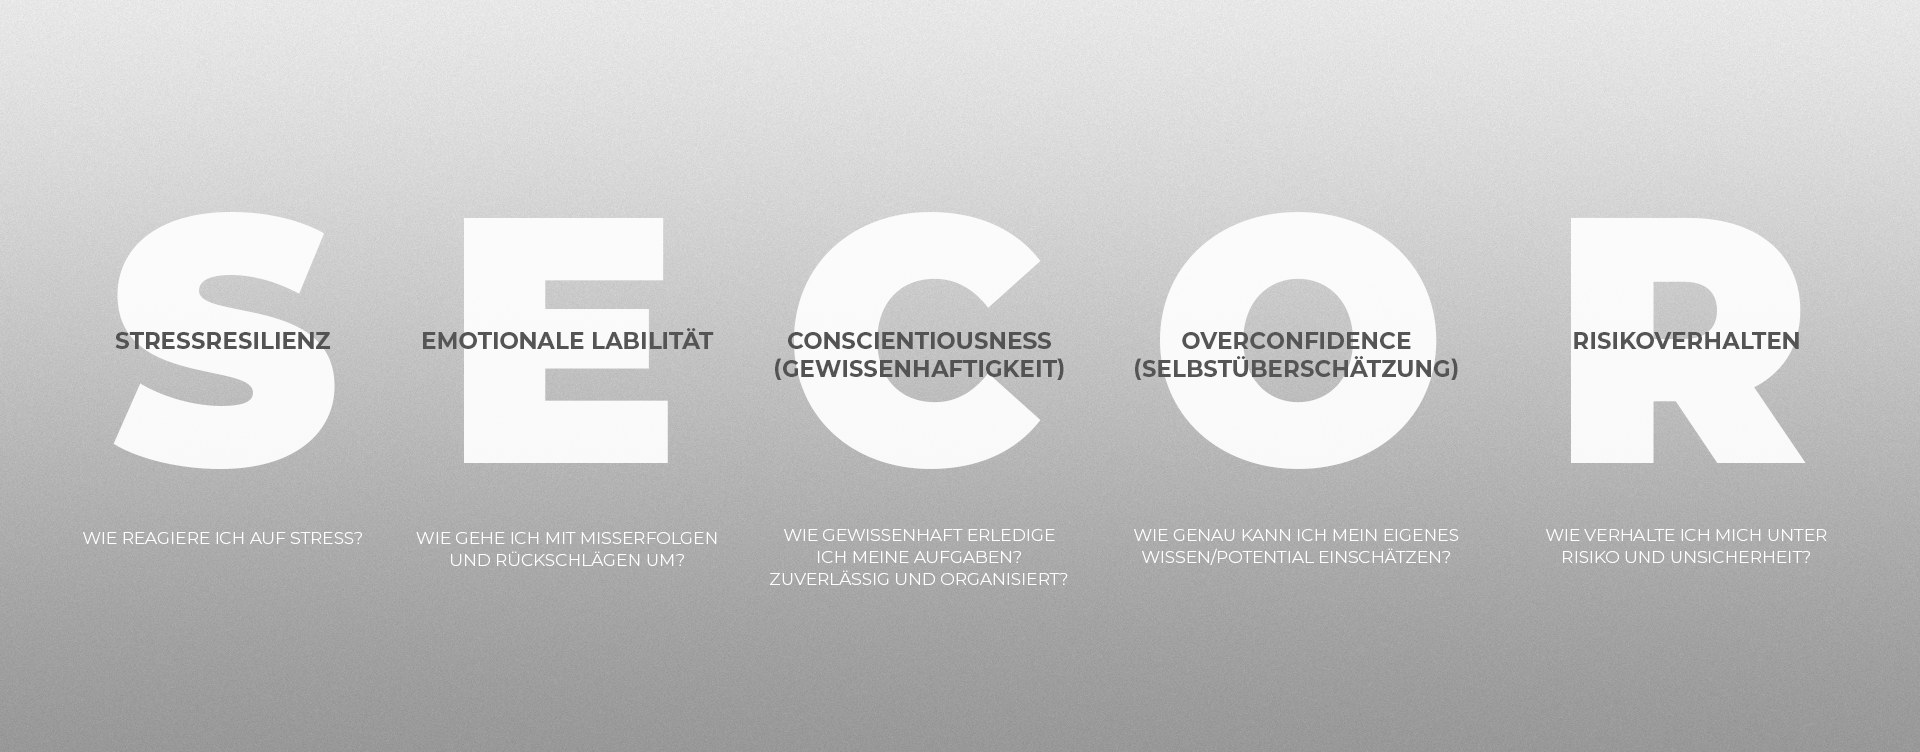 SECOR
STRESSRESILIENZ
WIE REAGIERE ICH AUF STRESS?
EMOTIONALE LABILITÄT
WIE GEHE ICH MIT MISSERFOLGEN
UND RÜCKSCHLÄGEN UM?
CONSCIENTIOUSNESS
(GEWISSENHAFTIGKEIT)
WIE GEWISSENHAFT ERLEDIGE
ICH MEINE AUFGABEN?
ZUVERLÄSSIG UND ORGANISIERT?
OVERCONFIDENCE
(SELBSTÜBERSCHÄTZUNG)
WIE GENAU KANN ICH MEIN EIGENES
WISSEN/POTENTIAL EINSCHÄTZEN?
RISIKOVERHALTEN
WIE VERHALTE ICH MICH UNTER
RISIKO UND UNSICHERHEIT?